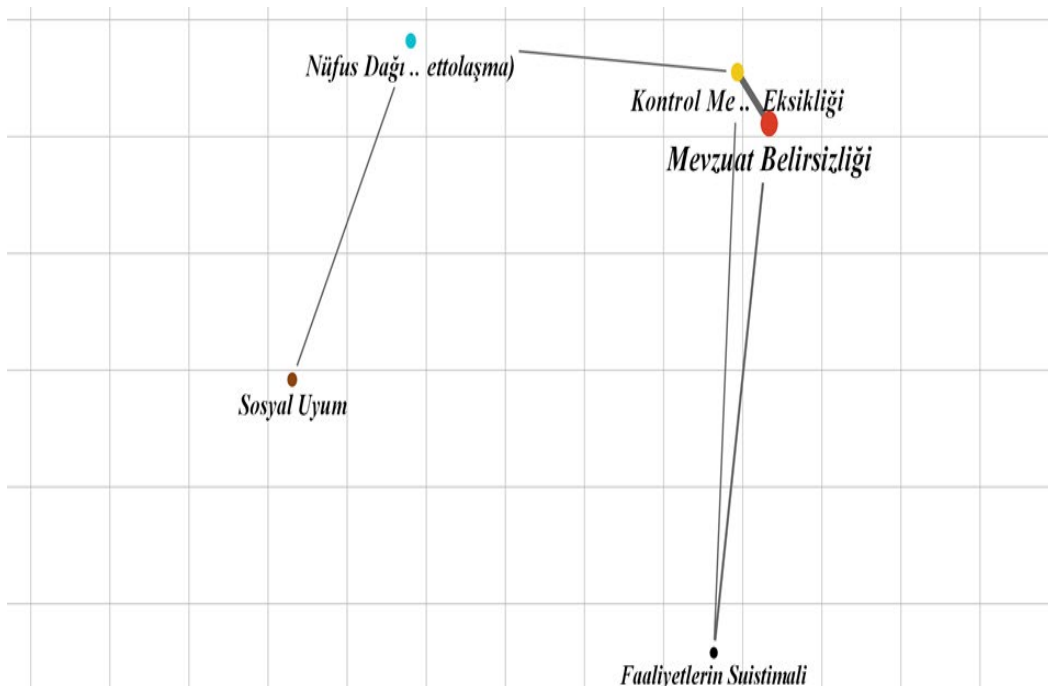 Nüfus Dağı .. ettolaşma)
Kontrol Me .. Eksikliği
Mevzuat Belirsizliği
Sosyal Uyum
Faaliyetlerin Suistimali